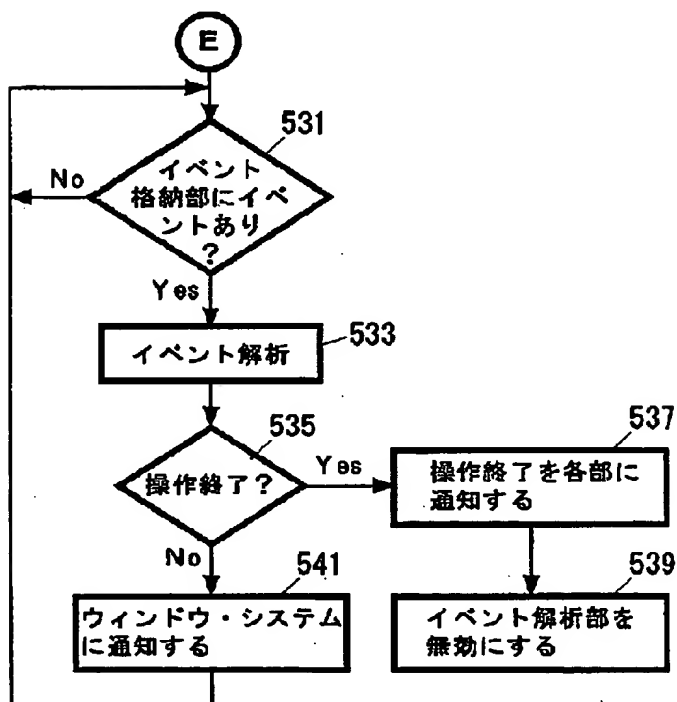 E
531
イベント
格納部にイベ
ントあり
?
No
Yes
イベント解析
533
535
操作終了?
Yes
No
537
操作終了を各部に
通知する
539
イベント解析部を
無効にする
541
ウィンドウ・システム
に通知する